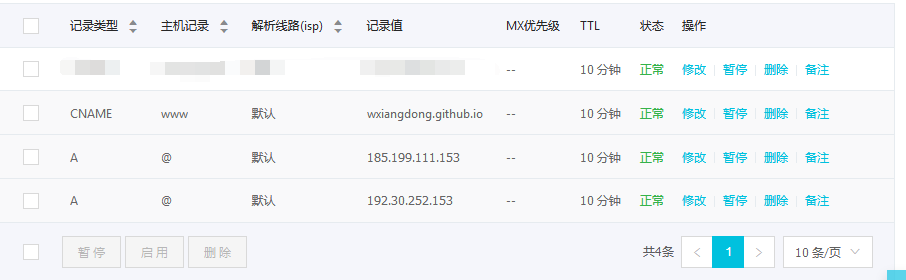 记录类型 主机记录 解析线路(isp) 记录值 MX优先级 TTL 状态 操作
-- 10 分钟 正常 修改 暂停 删除 备注
CNAME www 默认 wxiangdong.github.io -- 10 分钟 正常 修改 暂停 删除 备注
A @ 默认 185.199.111.153 -- 10 分钟 正常 修改 暂停 删除 备注
A @ 默认 192.30.252.153 -- 10 分钟 正常 修改 暂停 删除 备注
暂停 启用 删除 共4条 < 1 > 10 条/页